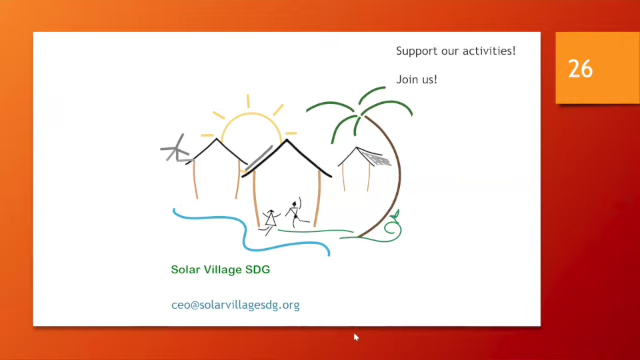 Support our activities!
Join us!
26
Solar Village SDG
ceo@solarvillagesdg.org